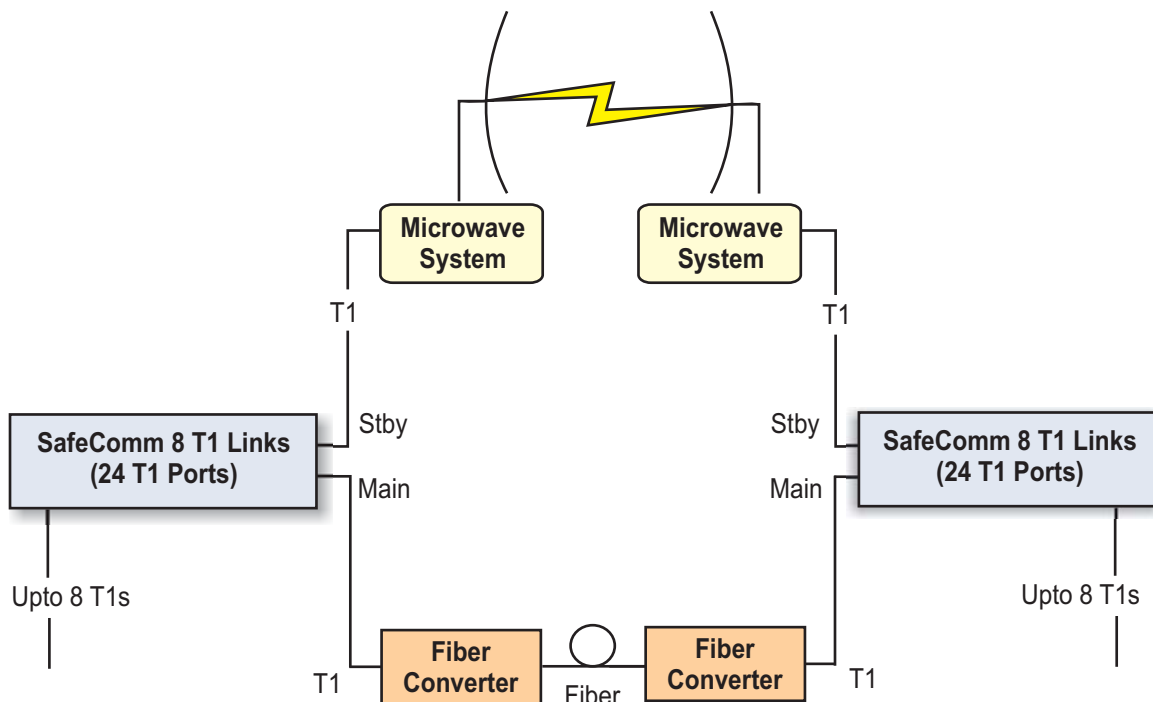 Microwave
System
Microwave
System
T1
T1
Stby
Stby
SafeComm 8 T1 Links
(24 T1 Ports)
SafeComm 8 T1 Links
(24 T1 Ports)
Main
Main
Upto 8 T1s
Upto 8 T1s
Fiber
Converter
Fiber
Converter
T1
Fiber
T1